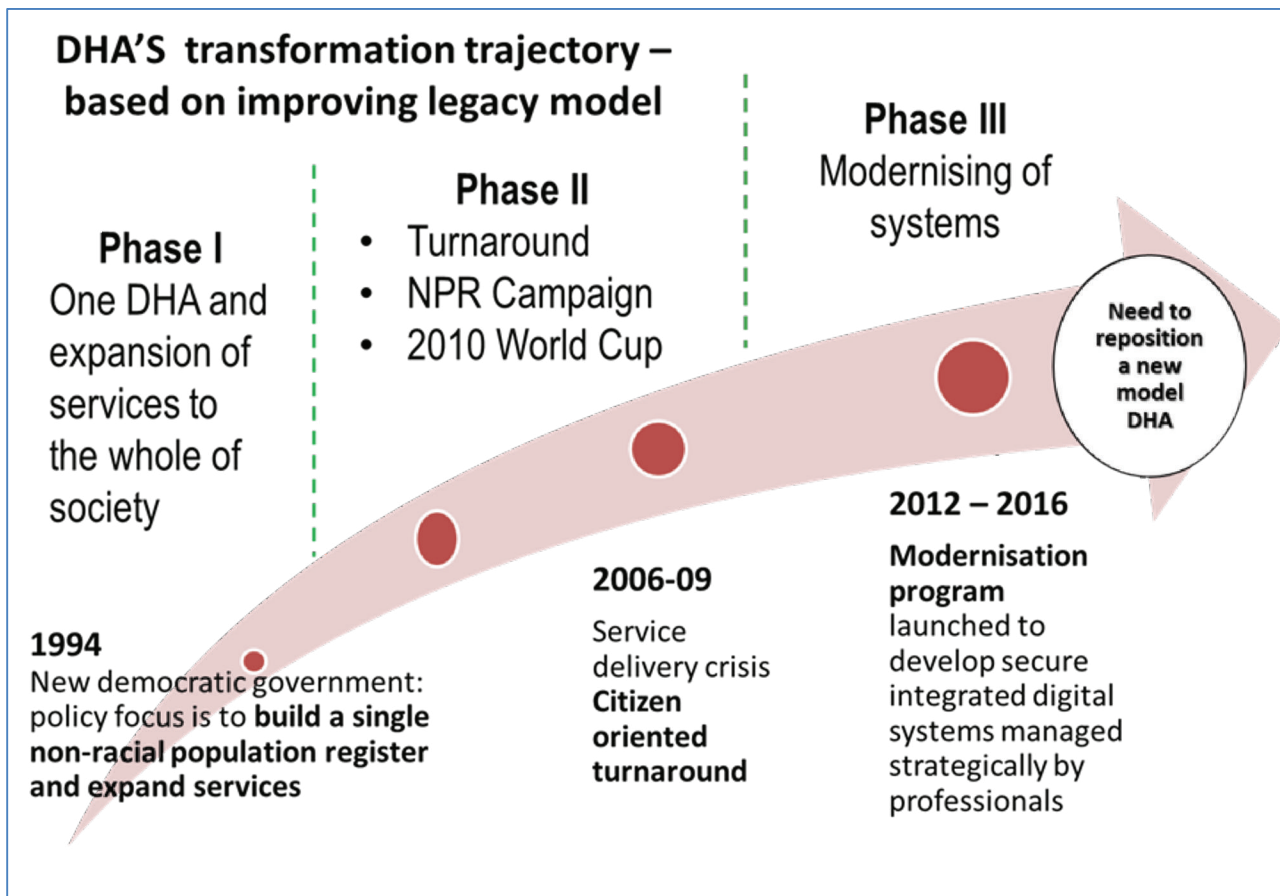 DHA'S transformation trajectory –
based on improving legacy model
Phase I
One DHA and
expansion of
services to
the whole of
society
Phase II
• Turnaround
• NPR Campaign
• 2010 World Cup
Phase III
Modernising of
systems
Need to
reposition
a new
model
DHA
1994
New democratic government:
policy focus is to build a single
non-racial population register
and expand services
2006-09
Service
delivery crisis
Citizen
oriented
turnaround
2012 – 2016
Modernisation
program
launched to
develop secure
integrated digital
systems managed
strategically by
professionals